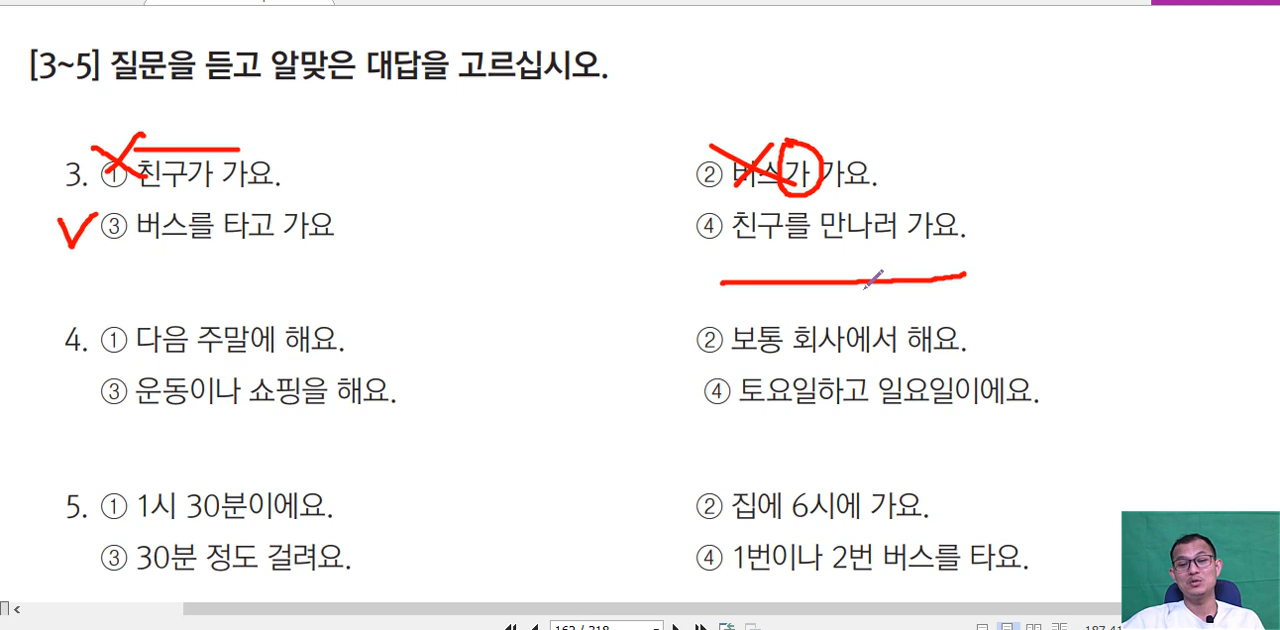 [3~5] 질문을 듣고 알맞은 대답을 고르십시오.
3. ① 친구가 가요. ② 버스가 가요.
③ 버스를 타고 가요 ④ 친구를 만나러 가요.
4. ① 다음 주말에 해요. ② 보통 회사에서 해요.
③ 운동이나 쇼핑을 해요. ④ 토요일하고 일요일이에요.
5. ① 1시 30분이에요. ② 집에 6시에 가요.
③ 30분 정도 걸려요. ④ 1번이나 2번 버스를 타요.